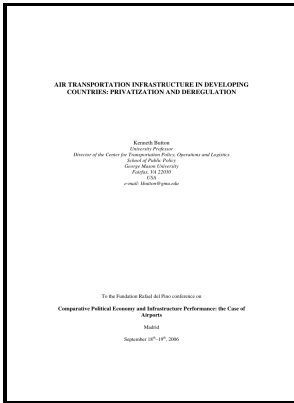 AIR TRANSPORTATION INFRASTRUCTURE IN DEVELOPING
COUNTRIES: PRIVATIZATION AND DEREGULATION
Kenneth Button
University Professor
Director of the Center for Transportation Policy, Operations and Logistics
School of Public Policy
George Mason University
Fairfax, VA 22030
USA
e-mail: kbutton@gmu.edu
To the Fundation Rafael del Pino conference on
Comparative Political Economy and Infrastructure Performance: the Case of
Airports
Madrid
September 18th–19th, 2006